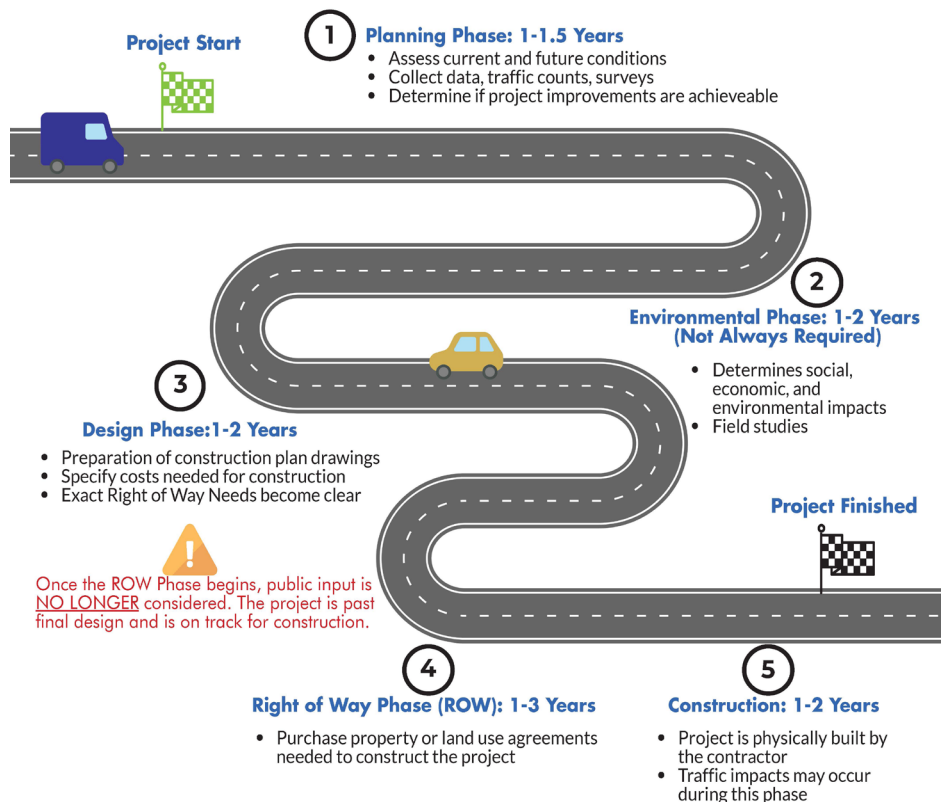 Project Start
1
Planning Phase: 1-1.5 Years
• Assess current and future conditions
• Collect data, traffic counts, surveys
• Determine if project improvements are achieveable
2
Environmental Phase: 1-2 Years
(Not Always Required)
• Determines social,
economic, and
environmental impacts
• Field studies
3
Design Phase:1-2 Years
• Preparation of construction plan drawings
• Specify costs needed for construction
• Exact Right of Way Needs become clear
!
Once the ROW Phase begins, public input is
NO LONGER considered. The project is past
final design and is on track for construction.
Project Finished
4
Right of Way Phase (ROW): 1-3 Years
• Purchase property or land use agreements
needed to construct the project
5
Construction: 1-2 Years
• Project is physically built by
the contractor
• Traffic impacts may occur
during this phase